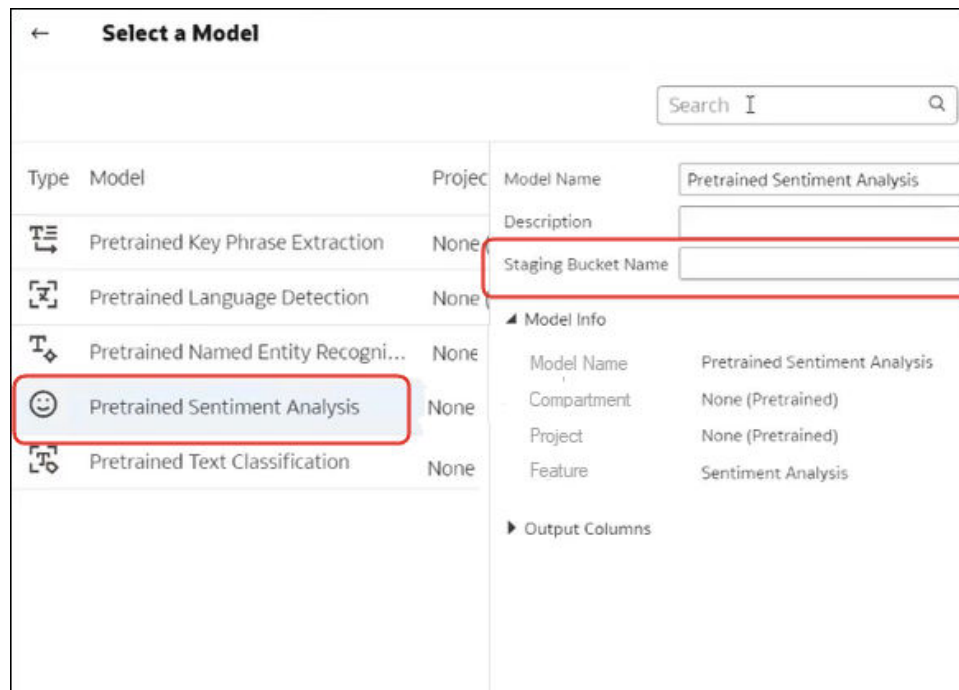 ← Select a Model
Search
Type Model Projec
Pretrained Key Phrase Extraction None (
Pretrained Language Detection None (
Pretrained Named Entity Recogni... None
Pretrained Sentiment Analysis None
Pretrained Text Classification None
Model Name Pretrained Sentiment Analysis
Description
Staging Bucket Name
Model Info
Model Name Pretrained Sentiment Analysis
Compartment None (Pretrained)
Project None (Pretrained)
Feature Sentiment Analysis
Output Columns